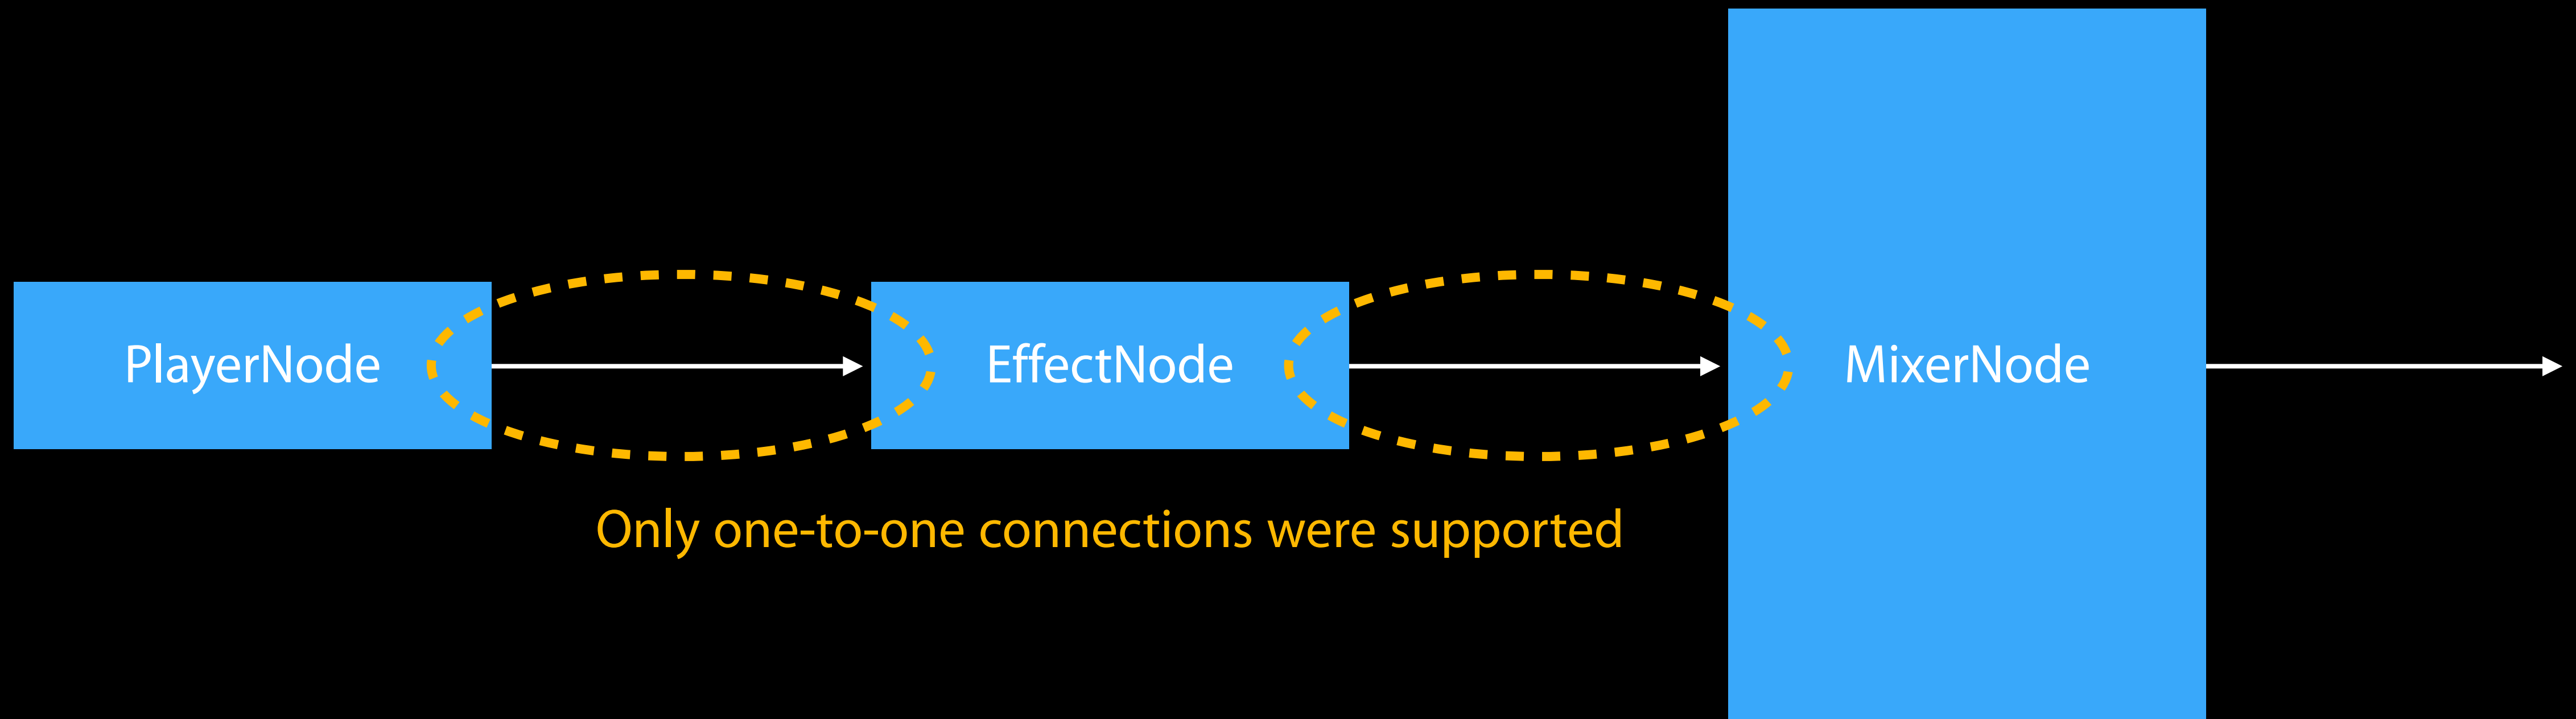 PlayerNode
EffectNode
MixerNode
Only one-to-one connections were supported